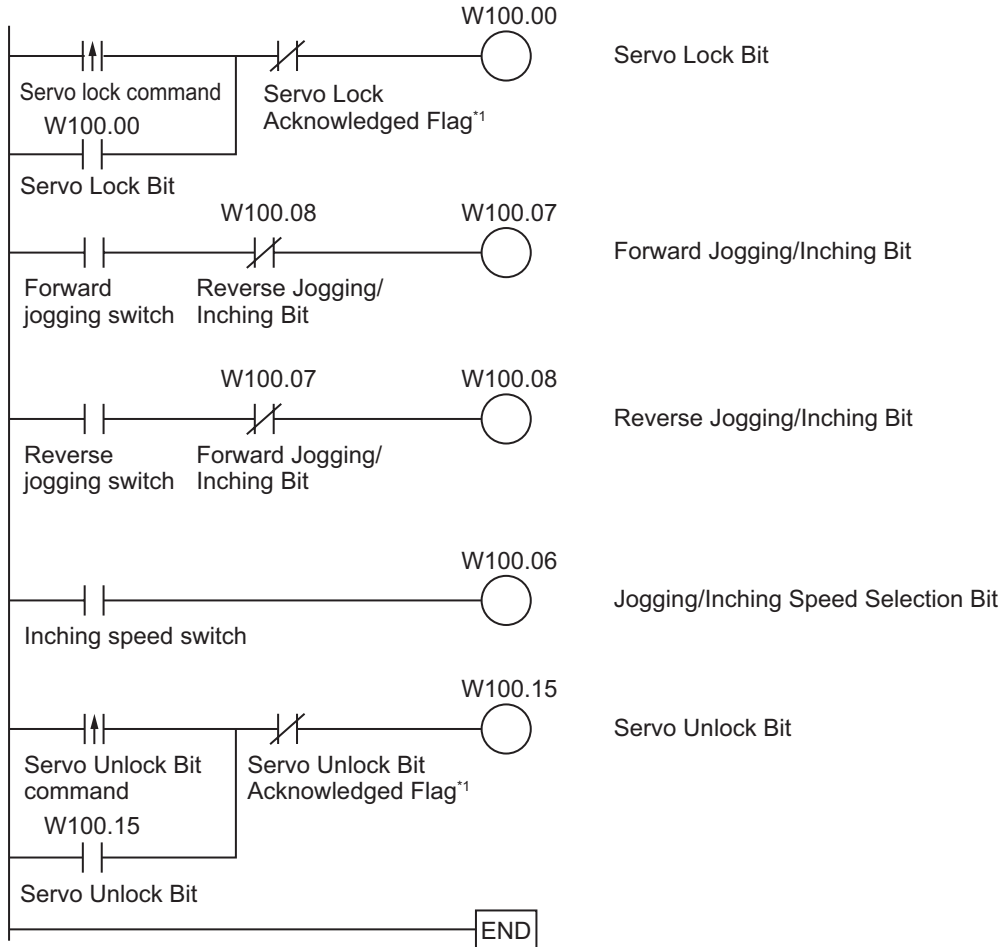 W100.00
Servo Lock Bit
Servo lock command
Servo Lock
Acknowledged Flag*1
W100.00
Servo Lock Bit
W100.08
W100.07
Forward Jogging/Inching Bit
Forward
jogging switch
Reverse Jogging/
Inching Bit
W100.07
W100.08
Reverse Jogging/Inching Bit
Reverse
jogging switch
Forward Jogging/
Inching Bit
W100.06
Jogging/Inching Speed Selection Bit
Inching speed switch
W100.15
Servo Unlock Bit
Servo Unlock Bit
command
Servo Unlock Bit
Acknowledged Flag*1
W100.15
Servo Unlock Bit
END